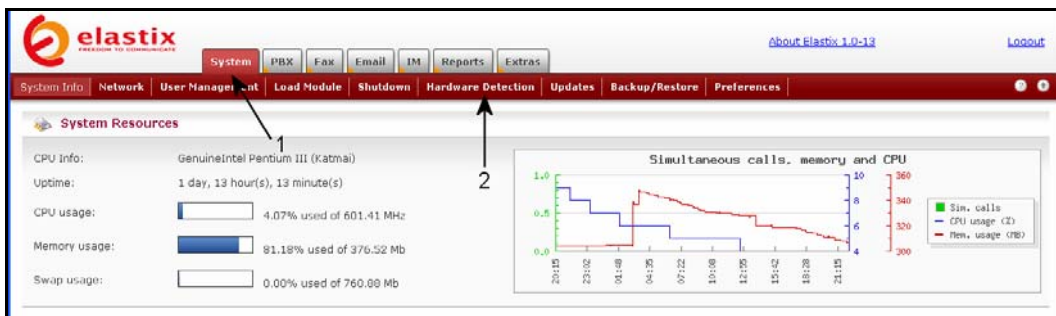 elastix
FREEDOM TO COMMUNICATE
About Elastix 1.0-13
Logout
System PBX Fax Email IM Reports Extras
System Info Network User Management Load Module Shutdown Hardware Detection Updates Backup/Restore Preferences
System Resources
1
2
CPU Info: GenuineIntel Pentium III (Katmai)
Uptime: 1 day, 13 hour(s), 13 minute(s)
CPU usage: 4.07% used of 601.41 MHz
Memory usage: 81.18% used of 376.52 Mb
Swap usage: 0.00% used of 760.88 Mb
Simultaneous calls, memory and CPU
1.0 10 360
8 340
0.5 6 320
0.0 4 300
20:15 23:02 01:48 04:35 07:22 10:08 12:55 15:42 18:28 21:15
Sim. calls
CPU usage (%)
Mem. usage (MB)